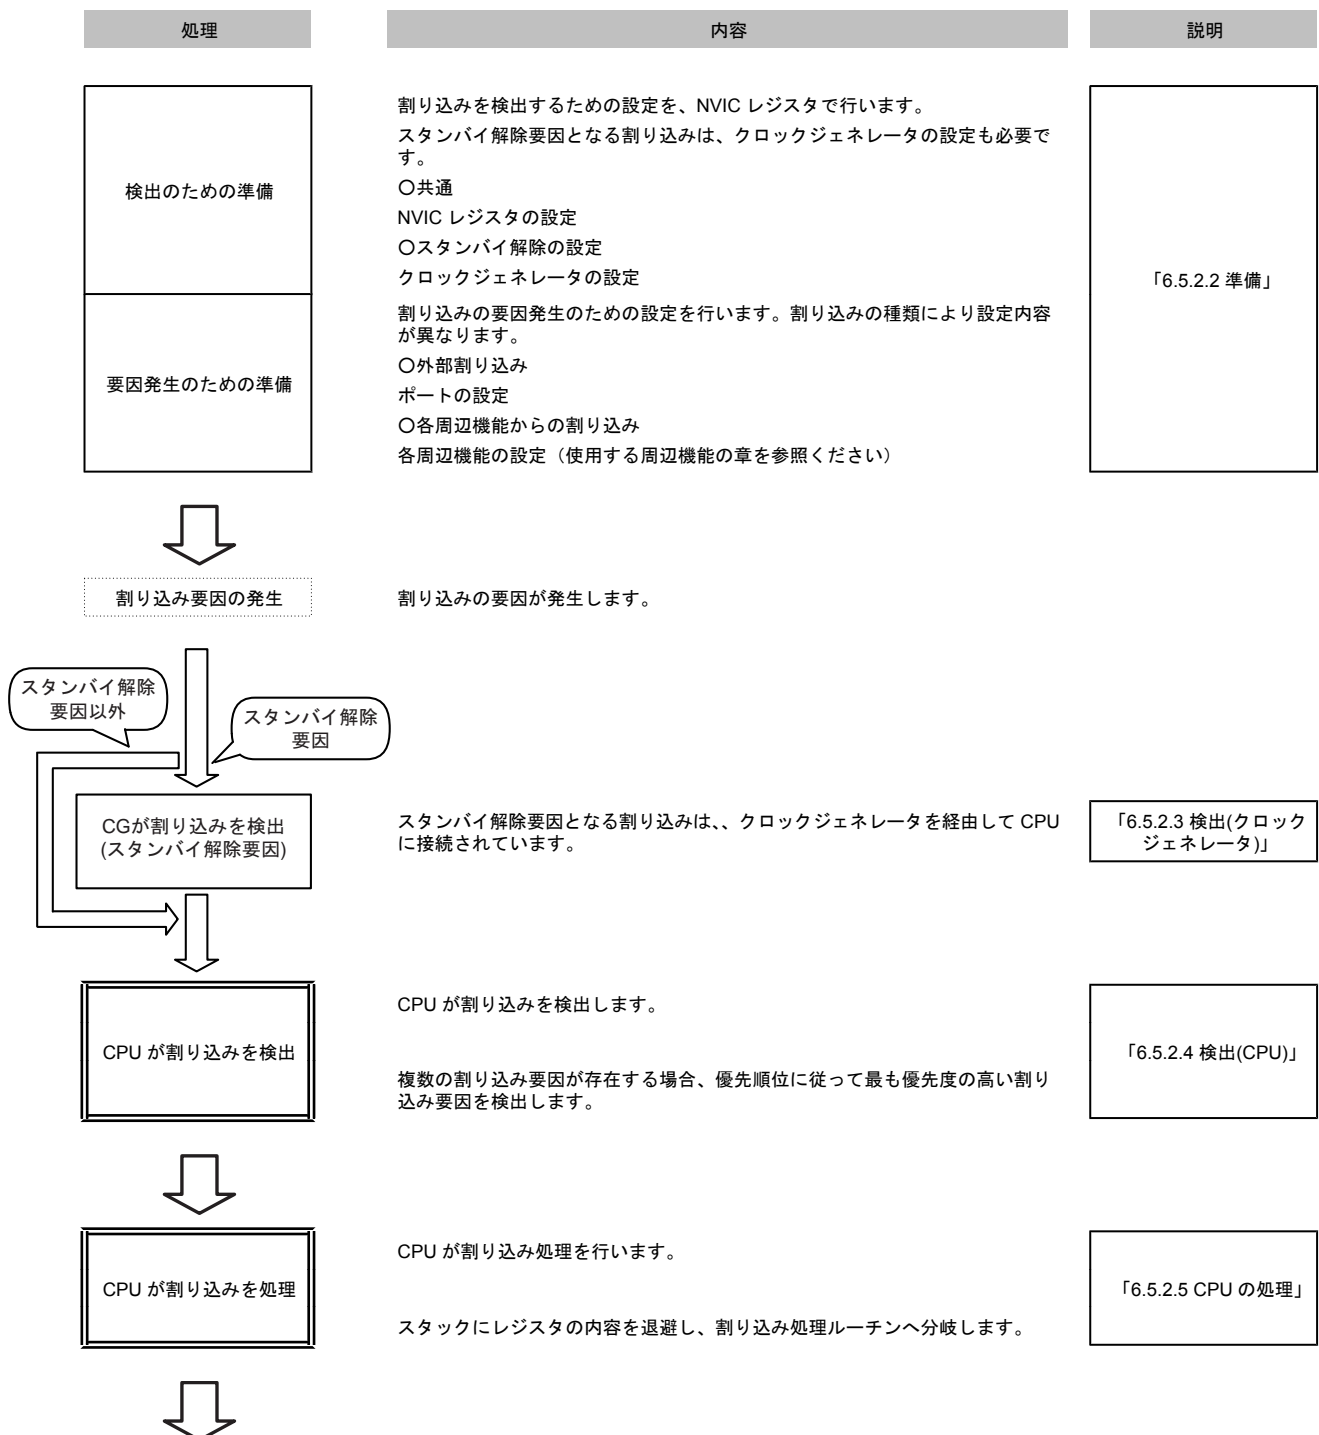 処理
内容
説明
検出のための準備
割り込みを検出するための設定を、NVIC レジスタで行います。
スタンバイ解除要因となる割り込みは、クロックジェネレータの設定も必要で
す。
〇共通
NVIC レジスタの設定
〇スタンバイ解除の設定
クロックジェネレータの設定
「6.5.2.2 準備」
要因発生のための準備
割り込みの要因発生のための設定を行います。割り込みの種類により設定内容
が異なります。
〇外部割り込み
ポートの設定
〇各周辺機能からの割り込み
各周辺機能の設定（使用する周辺機能の章を参照ください）
割り込み要因の発生
割り込みの要因が発生します。
スタンバイ解除
要因以外
スタンバイ解除
要因
CGが割り込みを検出
(スタンバイ解除要因)
スタンバイ解除要因となる割り込みは、、クロックジェネレータを経由して CPU
に接続されています。
「6.5.2.3 検出(クロック
ジェネレータ)」
CPU が割り込みを検出
CPU が割り込みを検出します。
複数の割り込み要因が存在する場合、優先順位に従って最も優先度の高い割り
込み要因を検出します。
「6.5.2.4 検出(CPU)」
CPU が割り込みを処理
CPU が割り込み処理を行います。
スタックにレジスタの内容を退避し、割り込み処理ルーチンへ分岐します。
「6.5.2.5 CPU の処理」